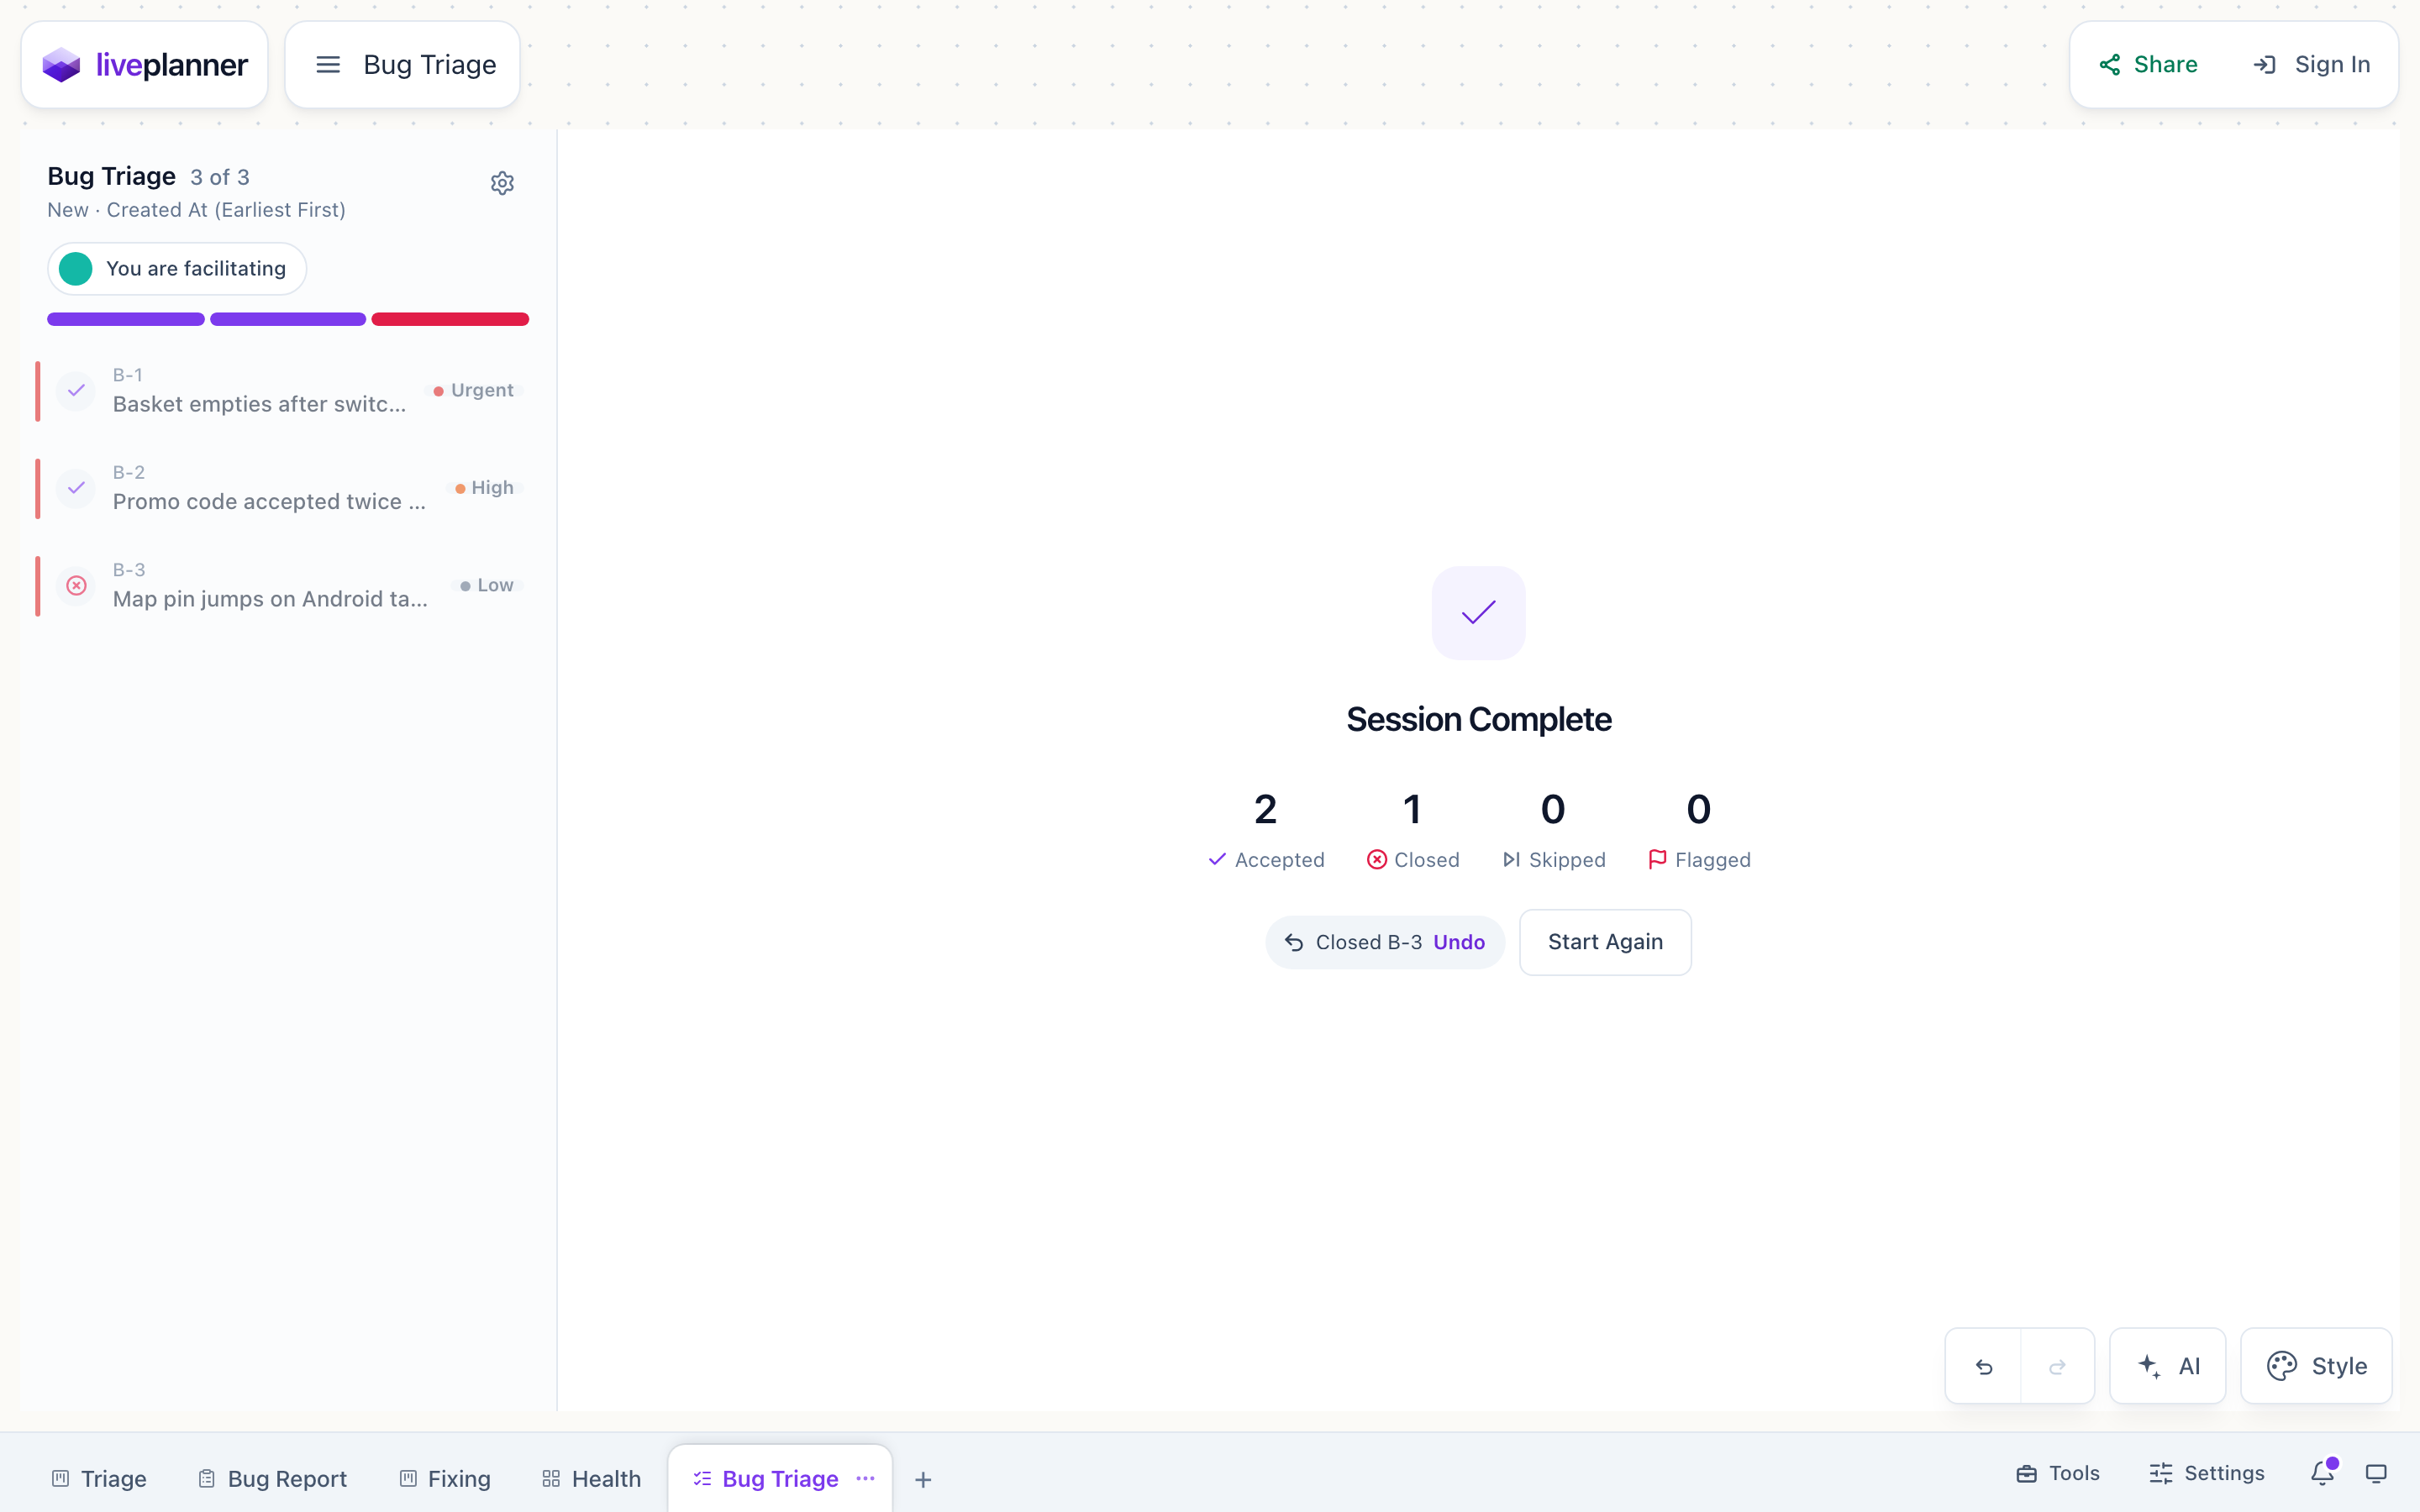 liveplanner
Bug Triage
Share
Sign In
Bug Triage 3 of 3
New · Created At (Earliest First)
You are facilitating
B-1
Basket empties after switc...
Urgent
B-2
Promo code accepted twice ...
High
B-3
Map pin jumps on Android ta...
Low
Session Complete
2 1 0 0
Accepted Closed Skipped Flagged
Closed B-3 Undo
Start Again
AI
Style
Triage
Bug Report
Fixing
Health
Bug Triage
Tools
Settings